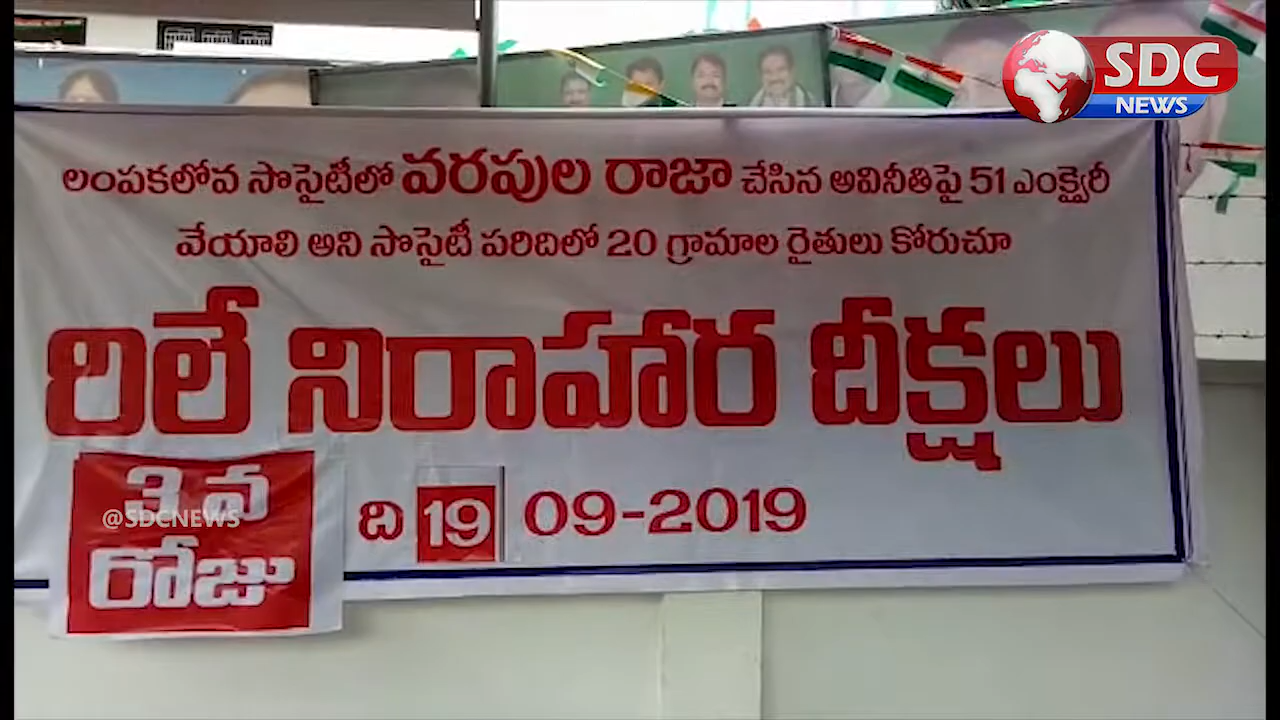 SDC
NEWS
లంపకలోవ సొసైటీలో వరపుల రాజా చేసిన అవినీతిపై 51 ఎంక్వైరీ
వేయాలి అని సొసైటీ పరిదిలో 20 గ్రామాల రైతులు కోరుచూ
రిలే నిరాహార దీక్షలు
3 వ
రోజు
@SDCNEWS
ది 19 09-2019